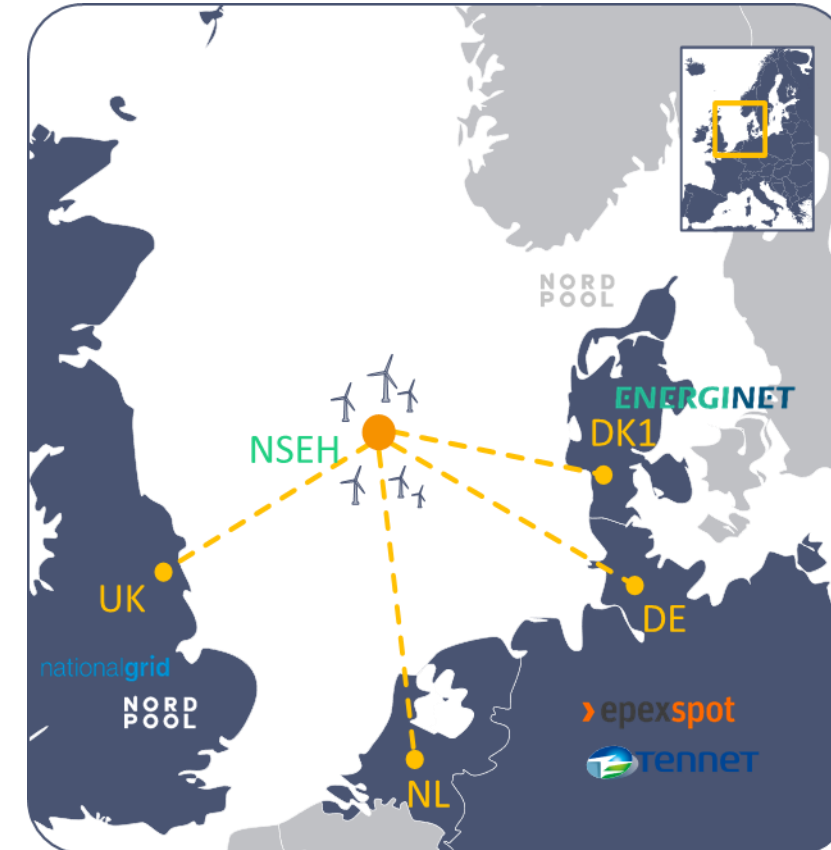 NORD
POOL
ENERGINET
DK1
NSEH
UK
DE
nationalgrid
NORD
POOL
epexspot
TENNET
NL